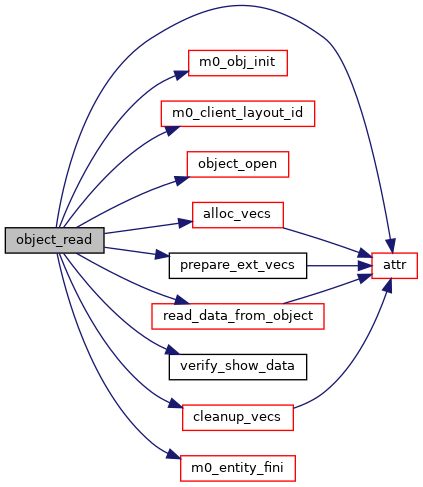 m0_obj_init
m0_client_layout_id
object_open
alloc_vecs
object_read
prepare_ext_vecs
attr
read_data_from_object
verify_show_data
cleanup_vecs
m0_entity_fini